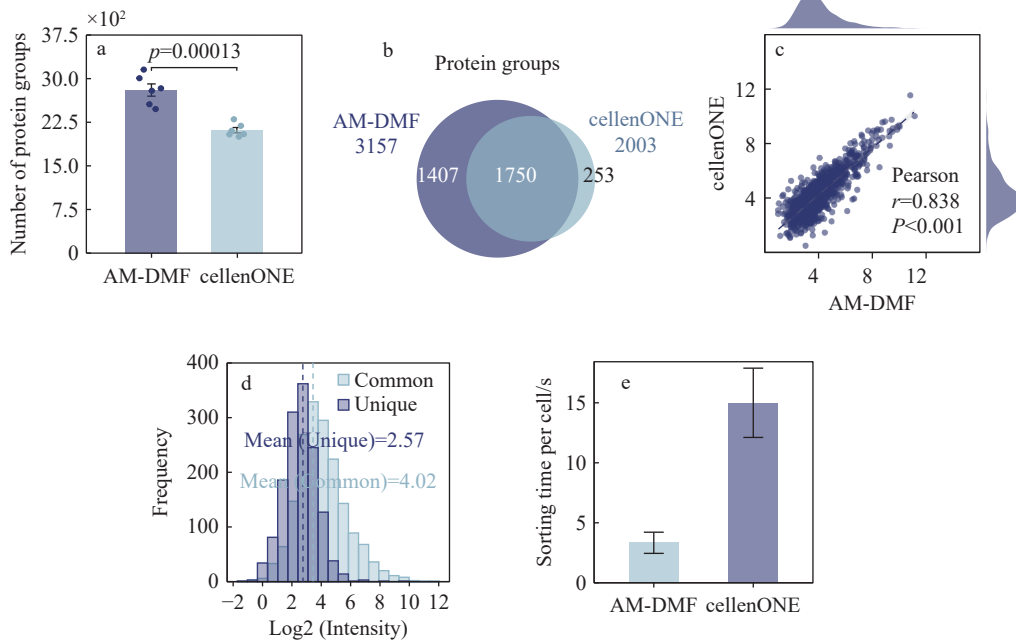 ×10²
37.5
30.0
22.5
15.0
7.5
0
Number of protein groups
a
p=0.00013
AM-DMF
cellenONE
b
Protein groups
AM-DMF
3157
cellenONE
2003
1407
1750
253
c
12
8
4
cellenONE
Pearson
r=0.838
P<0.001
4
8
12
AM-DMF
d
400
300
200
100
0
Frequency
Common
Unique
Mean (Unique)=2.57
Mean (Common)=4.02
−2
0
2
4
6
8
10
12
Log2 (Intensity)
e
15
10
5
0
Sorting time per cell/s
AM-DMF
cellenONE